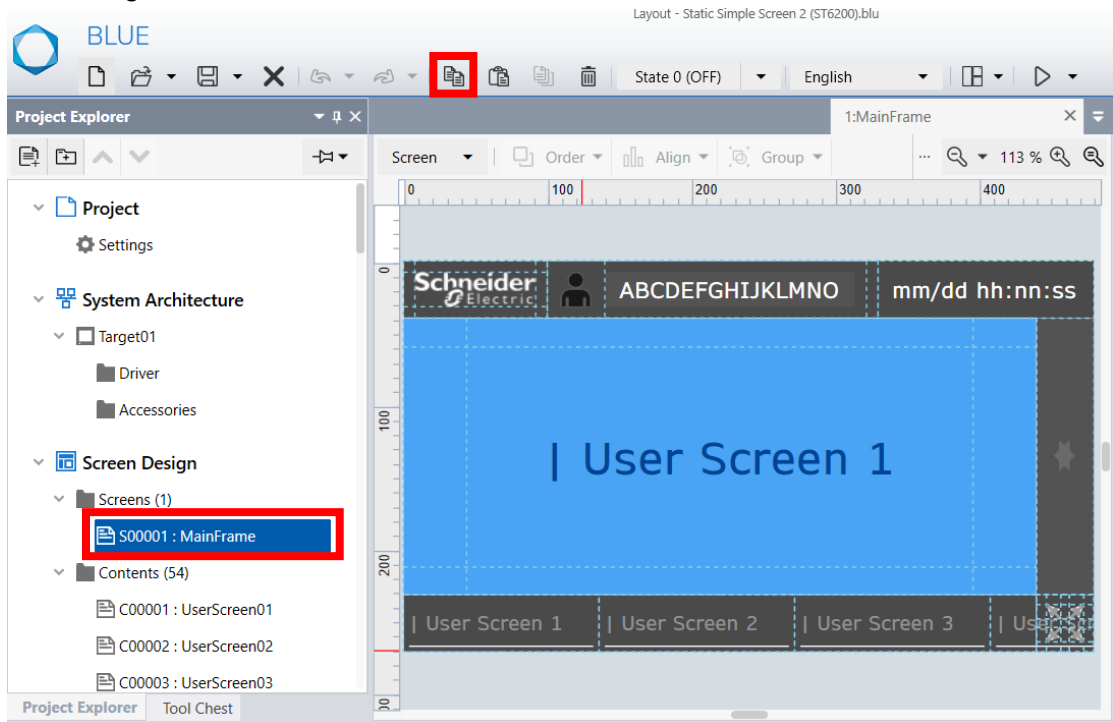 Layout - Static Simple Screen 2 (ST6200).blu
BLUE
State 0 (OFF)
English
Project Explorer
1:MainFrame
Screen
Order
Align
Group
...
113 %
0 100 200 300 400
Project
Settings
System Architecture
Target01
Driver
Accessories
Screen Design
Screens (1)
S00001 : MainFrame
Contents (54)
C00001 : UserScreen01
C00002 : UserScreen02
C00003 : UserScreen03
Project Explorer
Tool Chest
0
100
200
Schneider
Electric
ABCDEFGHIJKLMNO
mm/dd hh:nn:ss
| User Screen 1
| User Screen 1
| User Screen 2
| User Screen 3